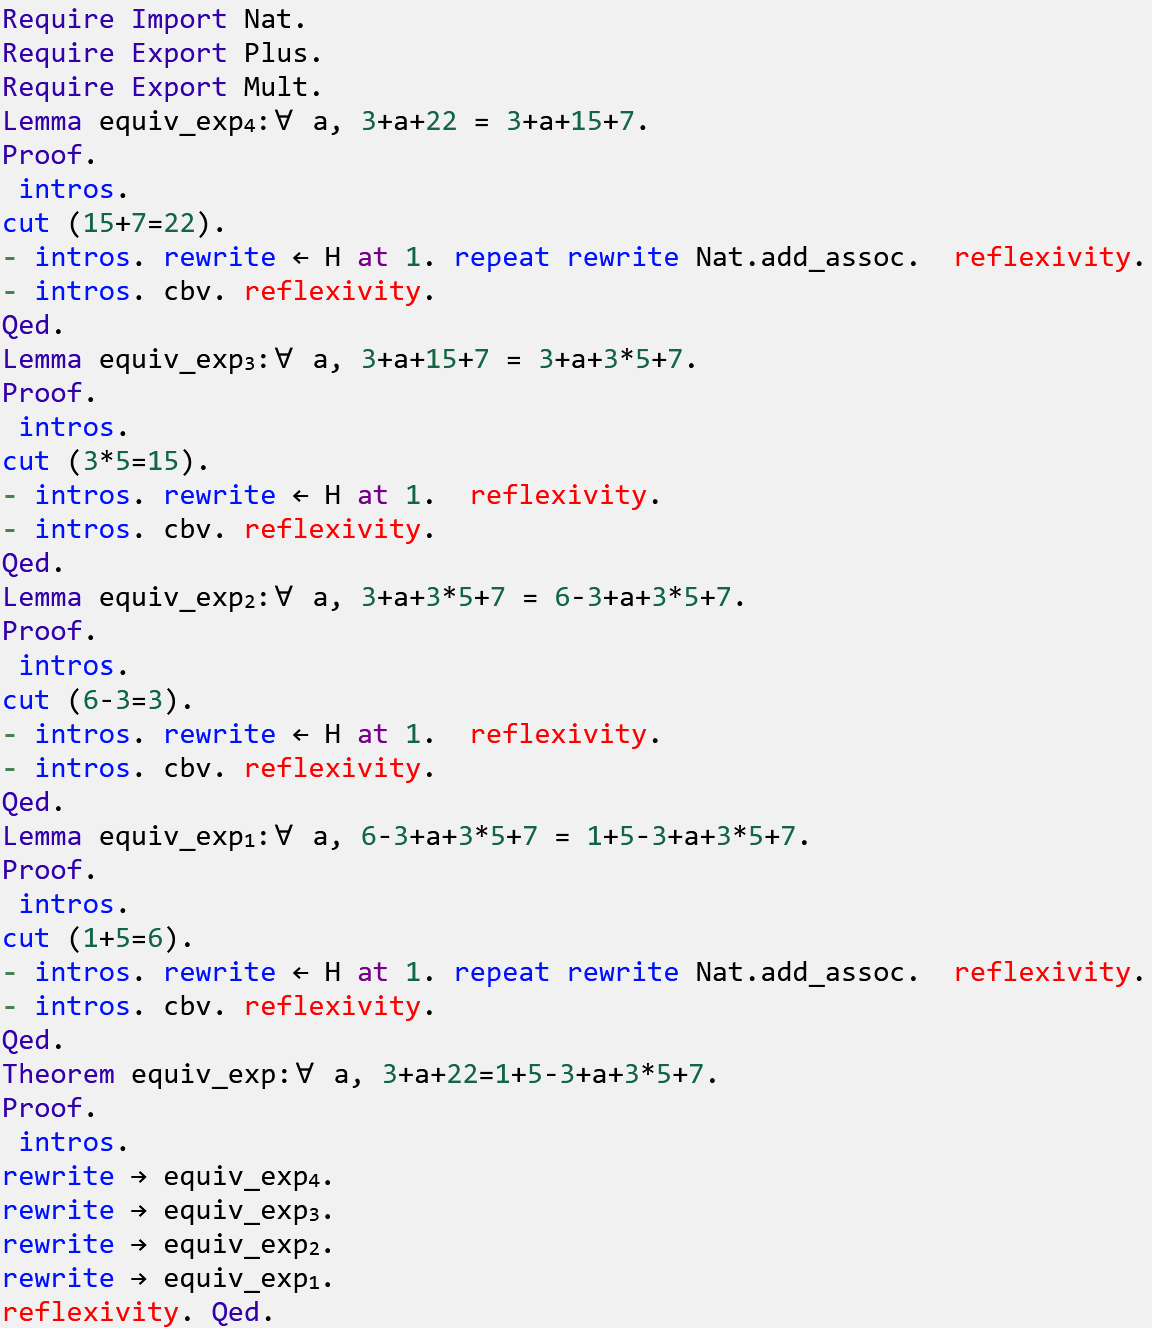 Require Import Nat.
Require Export Plus.
Require Export Mult.
Lemma equiv_exp₄:∀ a, 3+a+22 = 3+a+15+7.
Proof.
 intros.
cut (15+7=22).
- intros. rewrite ← H at 1. repeat rewrite Nat.add_assoc.  reflexivity.
- intros. cbv. reflexivity.
Qed.
Lemma equiv_exp₃:∀ a, 3+a+15+7 = 3+a+3*5+7.
Proof.
 intros.
cut (3*5=15).
- intros. rewrite ← H at 1.  reflexivity.
- intros. cbv. reflexivity.
Qed.
Lemma equiv_exp₂:∀ a, 3+a+3*5+7 = 6-3+a+3*5+7.
Proof.
 intros.
cut (6-3=3).
- intros. rewrite ← H at 1.  reflexivity.
- intros. cbv. reflexivity.
Qed.
Lemma equiv_exp₁:∀ a, 6-3+a+3*5+7 = 1+5-3+a+3*5+7.
Proof.
 intros.
cut (1+5=6).
- intros. rewrite ← H at 1. repeat rewrite Nat.add_assoc.  reflexivity.
- intros. cbv. reflexivity.
Qed.
Theorem equiv_exp:∀ a, 3+a+22=1+5-3+a+3*5+7.
Proof.
 intros.
rewrite → equiv_exp₄.
rewrite → equiv_exp₃.
rewrite → equiv_exp₂.
rewrite → equiv_exp₁.
reflexivity. Qed.